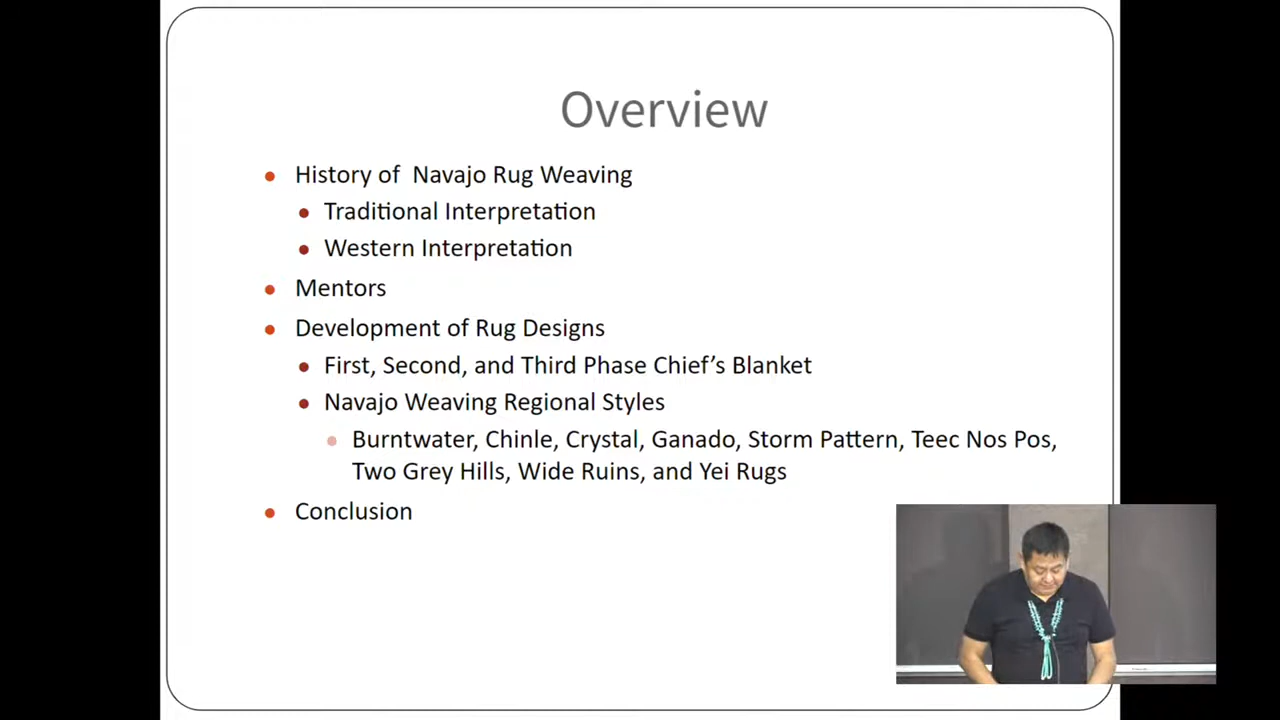 Overview
History of Navajo Rug Weaving
Traditional Interpretation
Western Interpretation
Mentors
Development of Rug Designs
First, Second, and Third Phase Chief’s Blanket
Navajo Weaving Regional Styles
Burntwater, Chinle, Crystal, Ganado, Storm Pattern, Teec Nos Pos,
Two Grey Hills, Wide Ruins, and Yei Rugs
Conclusion